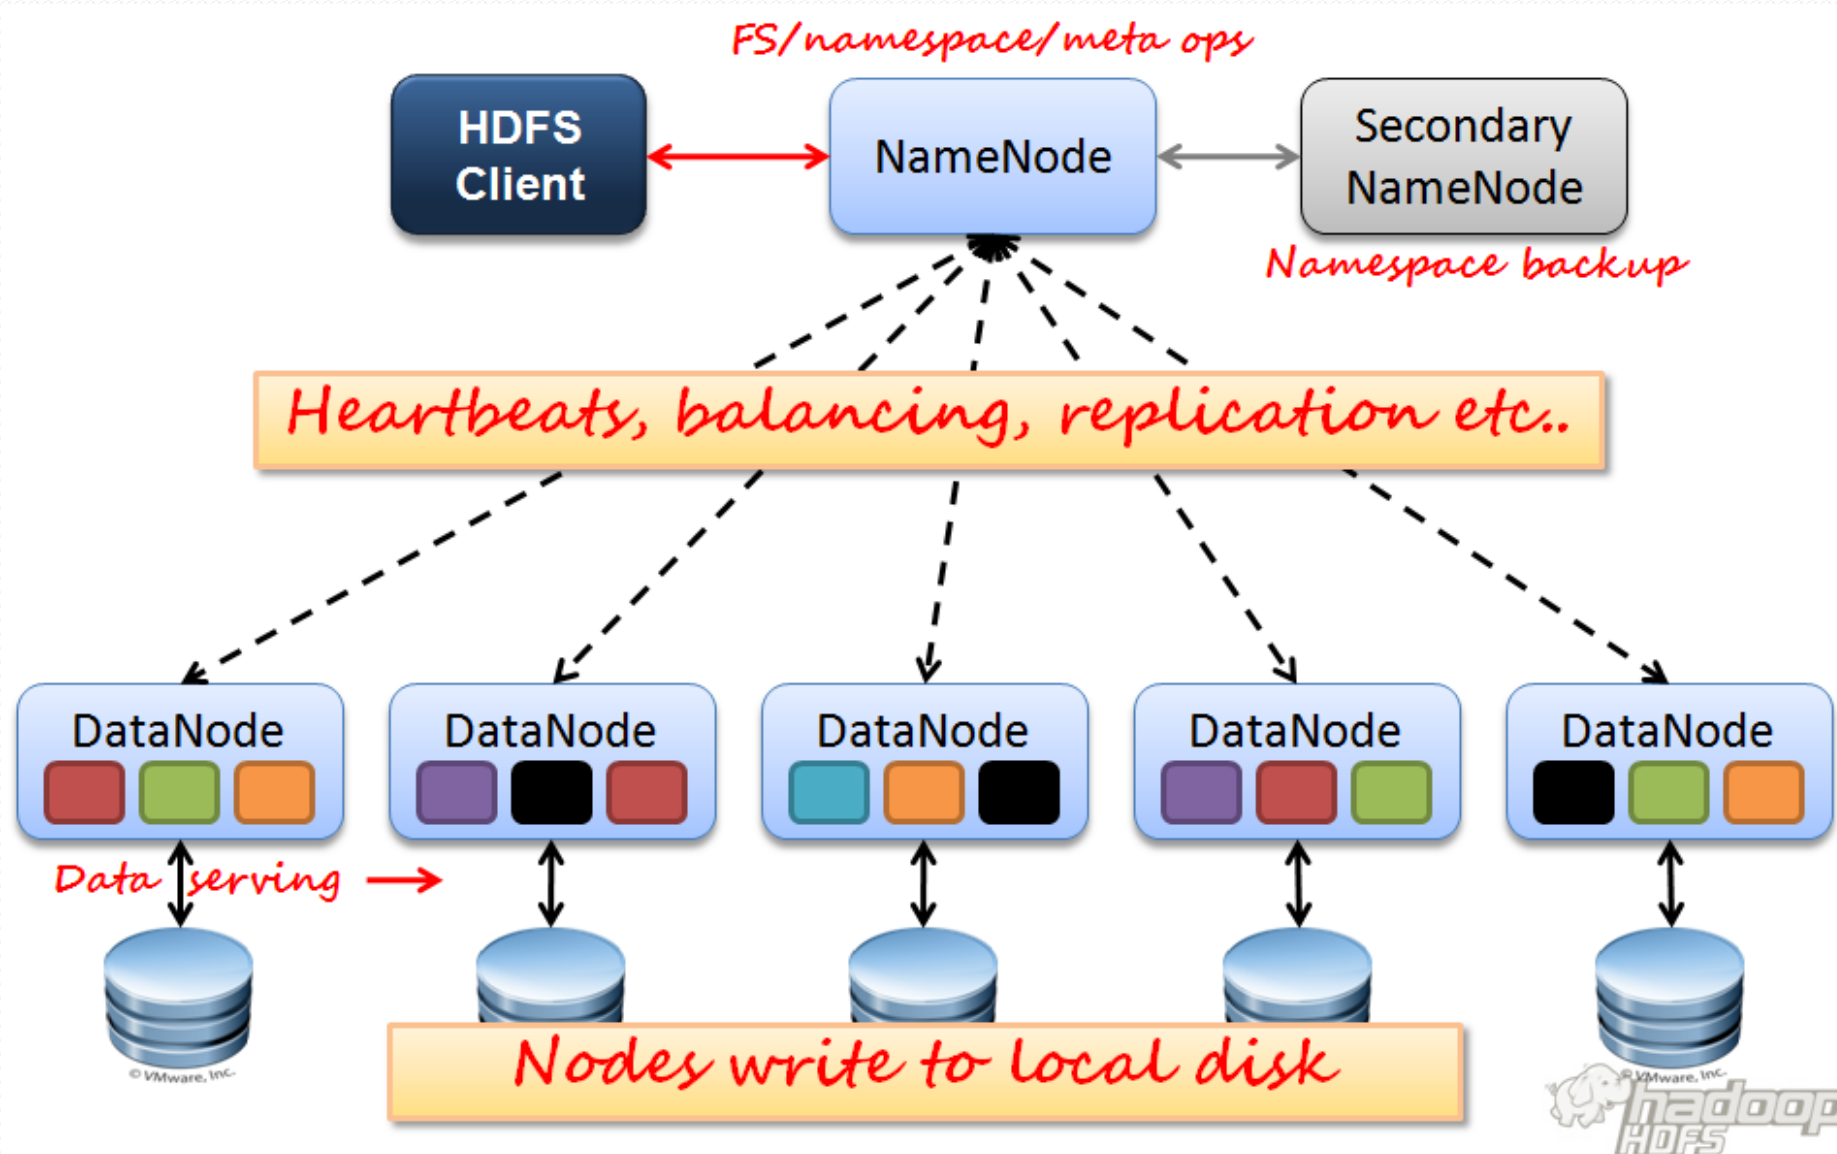 FS/namespace/meta ops
HDFS
Client
NameNode
Secondary
NameNode
Namespace backup
Heartbeats, balancing, replication etc..
DataNode
DataNode
DataNode
DataNode
DataNode
Data serving
Nodes write to local disk
© VMware, Inc.
© VMware, Inc.
hadoop
HDFS